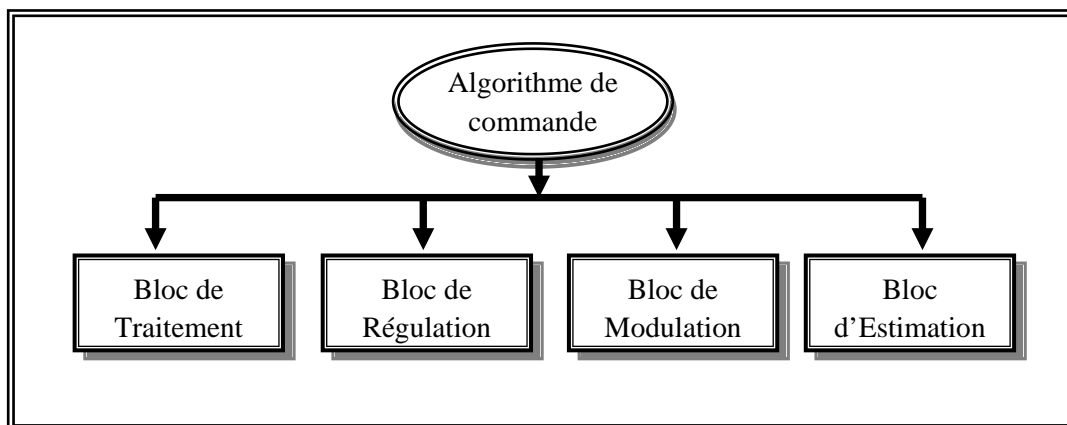 Algorithme de
commande
Bloc de
Traitement
Bloc de
Régulation
Bloc de
Modulation
Bloc
d’Estimation